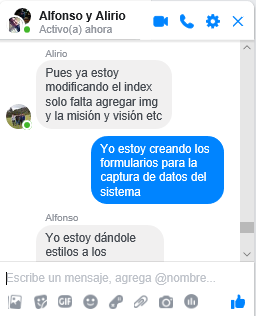 Alfonso y Alirio
Activo(a) ahora
Alirio
Pues ya estoy
modificando el index
solo falta agregar img
y la misión y visión etc
Yo estoy creando los
formularios para la
captura de datos del
sistema
Alfonso
Yo estoy dándole
estilos a los
Escribe un mensaje, agrega @nombre...
GIF